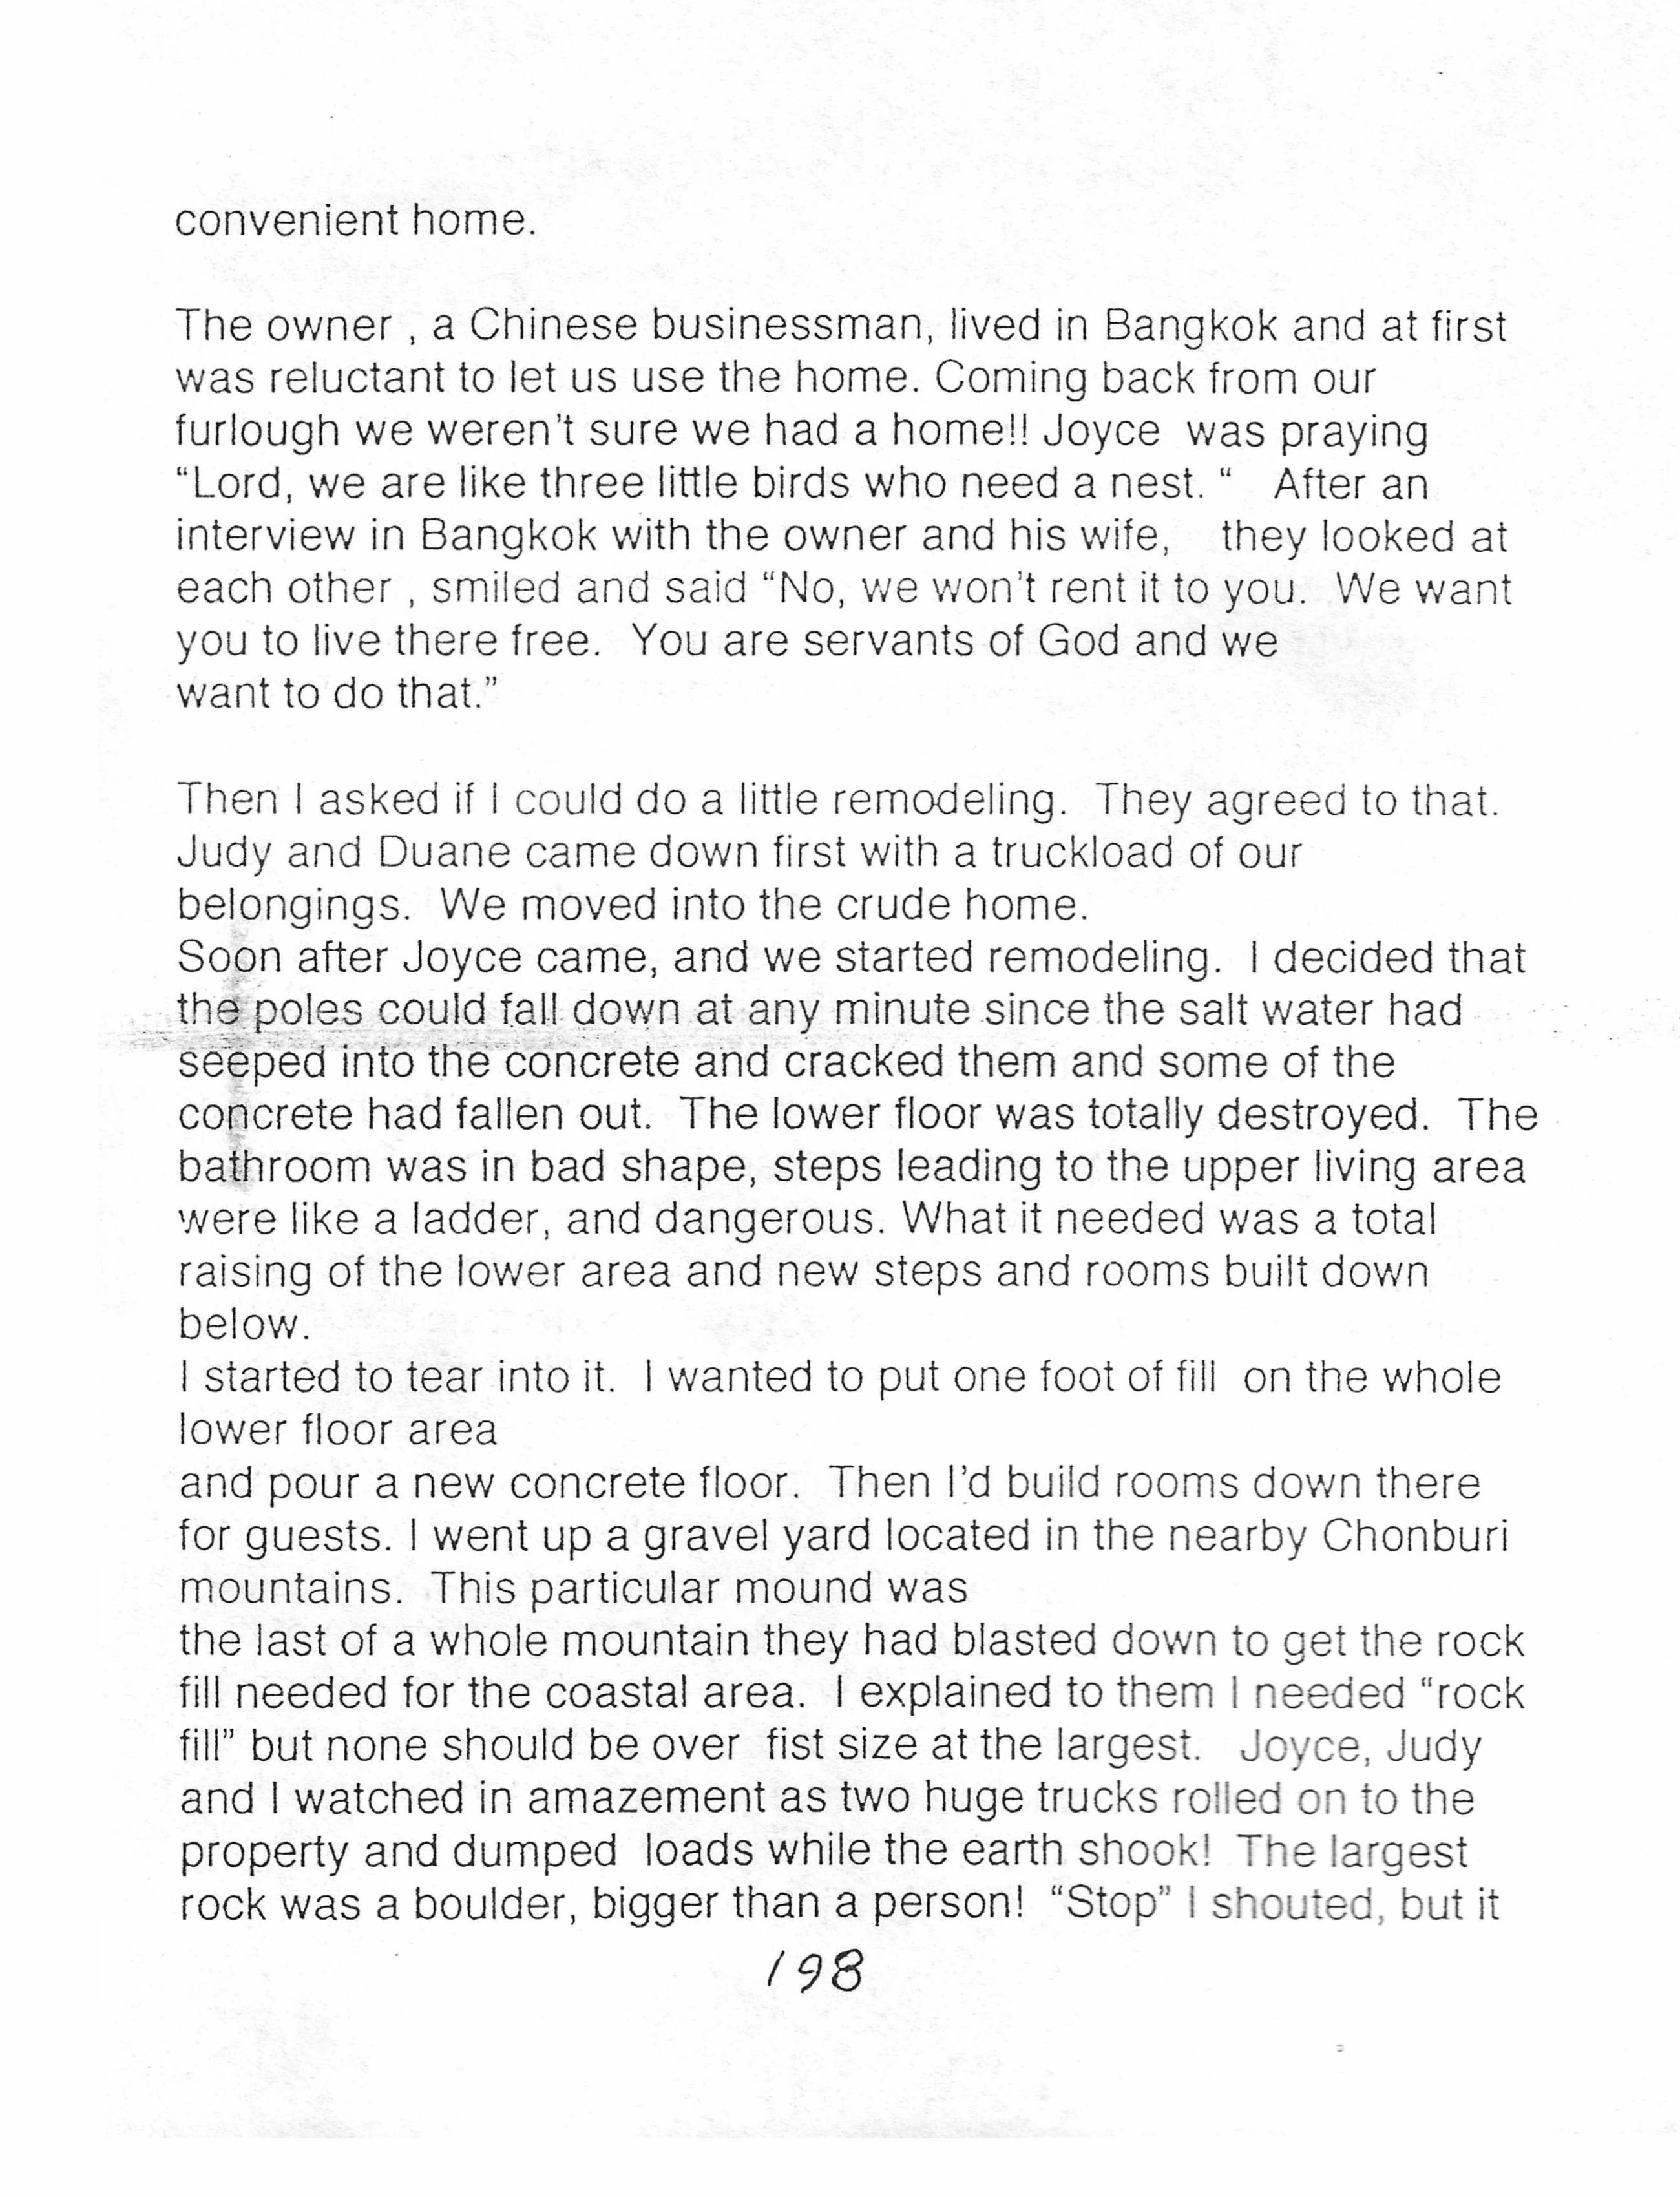 convenient home.
The owner , a Chinese businessman, lived in Bangkok and at first
was reluctant to let us use the home. Coming back from our
furlough we weren't sure we had a home!! Joyce  was praying
“Lord, we are like three little birds who need a nest. “   After an
interview in Bangkok with the owner and his wife,   they looked at
each other , smiled and said “No, we won't rent it to you.  We want
you to live there free.  You are servants of God and we
want to do that.”
Then I asked if I could do a little remodeling.  They agreed to that.
Judy and Duane came down first with a truckload of our
belongings.  We moved into the crude home.
Soon after Joyce came, and we started remodeling.  I decided that
the poles could fall down at any minute since the salt water had
seeped into the concrete and cracked them and some of the
concrete had fallen out.  The lower floor was totally destroyed.  The
bathroom was in bad shape, steps leading to the upper living area
were like a ladder, and dangerous. What it needed was a total
raising of the lower area and new steps and rooms built down
below.
I started to tear into it.  I wanted to put one foot of fill  on the whole
lower floor area
and pour a new concrete floor.  Then I'd build rooms down there
for guests. I went up a gravel yard located in the nearby Chonburi
mountains.  This particular mound was
the last of a whole mountain they had blasted down to get the rock
fill needed for the coastal area.  I explained to them I needed “rock
fill” but none should be over  fist size at the largest.   Joyce, Judy
and I watched in amazement as two huge trucks rolled on to the
property and dumped  loads while the earth shook!  The largest
rock was a boulder, bigger than a person!  “Stop” I shouted, but it
198